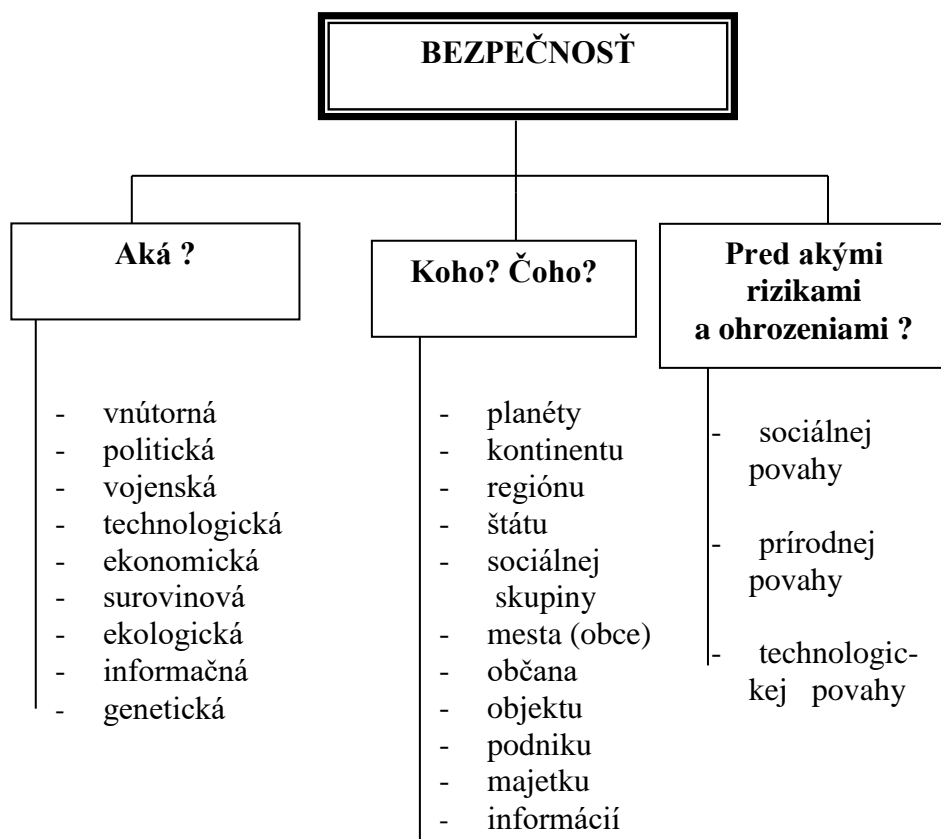 BEZPEČNOSŤ
Aká ?
- vnútorná
- politická
- vojenská
- technologická
- ekonomická
- surovinová
- ekologická
- informačná
- genetická
Koho? Čoho?
- planéty
- kontinentu
- regiónu
- štátu
- sociálnej
skupiny
- mesta (obce)
- občana
- objektu
- podniku
- majetku
- informácií
Pred akými
rizikami
a ohrozeniami ?
- sociálnej
povahy
- prírodnej
povahy
- technologic-
kej povahy